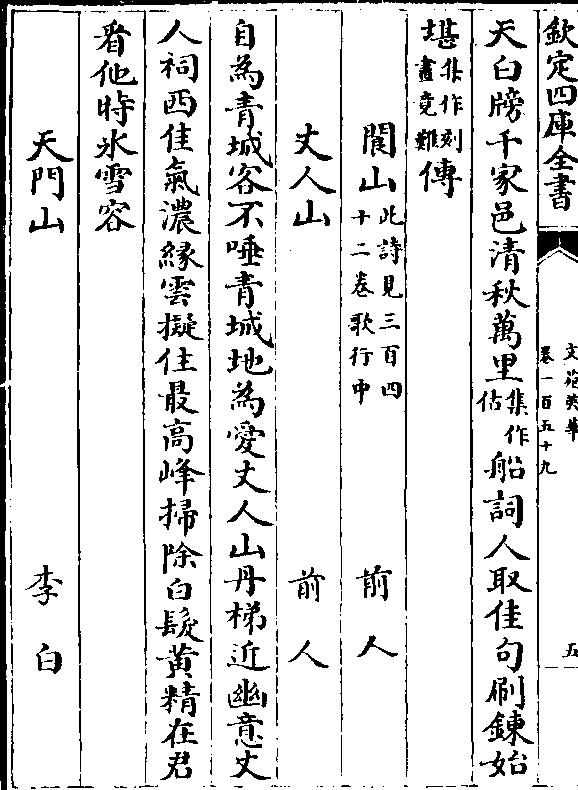 欽定四庫全書
文苑英華
卷一百五十九
五
天白牓千家邑清秋萬里集作估船詞人取佳句刷鍊始
堪集作刻畫竟難傳
閬山此詩見三百四十二卷歌行中 前人
丈人山 前人
自為青城客不唾青城地為愛丈人山丹梯近幽意丈
人祠西佳氣濃緣雲擬住最高峰掃除白髮黄精在君
看他時氷雪容
天門山 李白